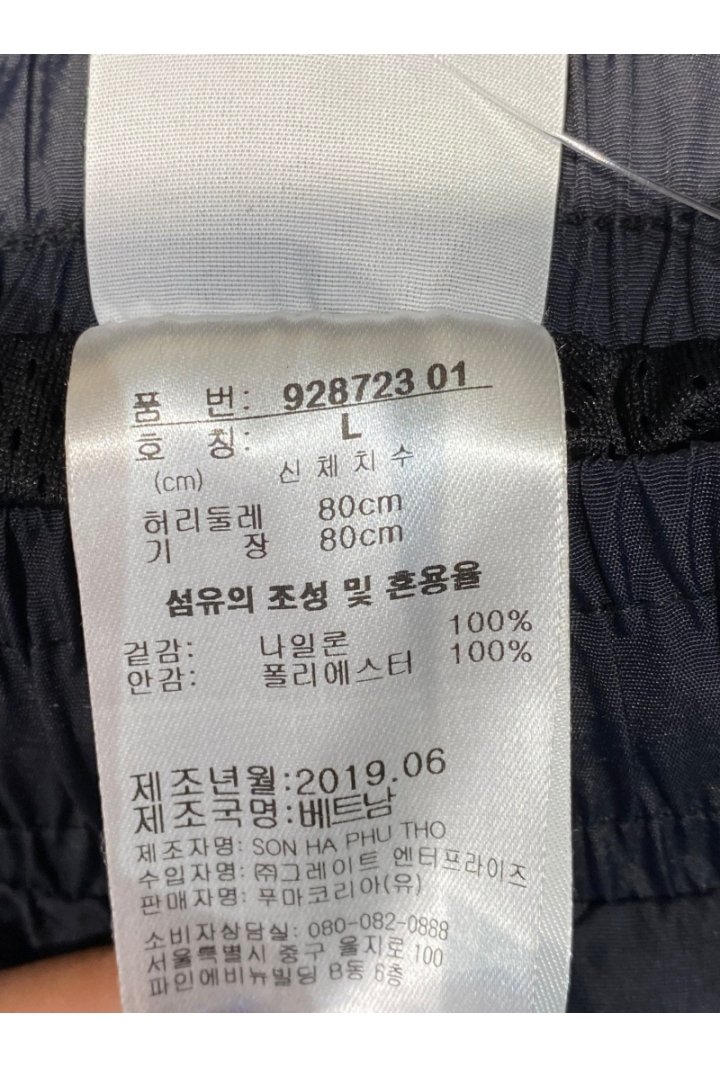 품 번: 928723 01
호 칭: L
(cm) 신체치수
허리둘레 80cm
기 장 80cm
섬유의 조성 및 혼용율
겉감: 나일론 100%
안감: 폴리에스터 100%
제조년월:2019.06
제조국명:베트남
제조자명: SON HA PHU THO
수입자명: ㈜그레이트 엔터프라이즈
판매자명: 푸마코리아(유)
소비자상담실: 080-082-0888
서울특별시 중구 을지로 100
파인에비뉴빌딩 B동 6층